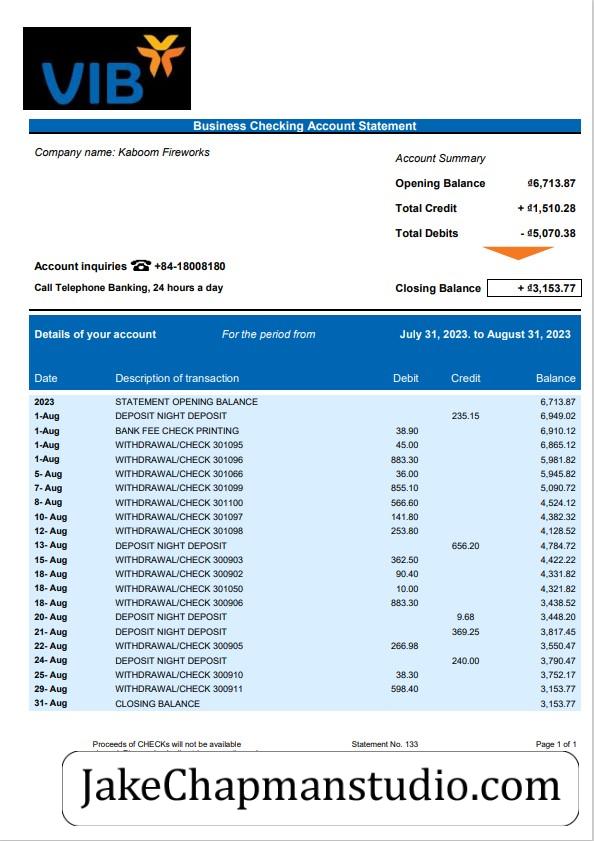 VIB
Business Checking Account Statement
Company name: Kaboom Fireworks
Account Summary
Opening Balance ₫6,713.87
Total Credit + ₫1,510.28
Total Debits - ₫5,070.38
Account inquiries ☎ +84-18008180
Call Telephone Banking, 24 hours a day
Closing Balance + ₫3,153.77
Details of your account For the period from July 31, 2023. to August 31, 2023
Date Description of transaction Debit Credit Balance
2023 STATEMENT OPENING BALANCE 6,713.87
1-Aug DEPOSIT NIGHT DEPOSIT 235.15 6,949.02
1-Aug BANK FEE CHECK PRINTING 38.90 6,910.12
1-Aug WITHDRAWAL/CHECK 301095 45.00 6,865.12
1-Aug WITHDRAWAL/CHECK 301096 883.30 5,981.82
5- Aug WITHDRAWAL/CHECK 301066 36.00 5,945.82
7- Aug WITHDRAWAL/CHECK 301099 855.10 5,090.72
8- Aug WITHDRAWAL/CHECK 301100 566.60 4,524.12
10- Aug WITHDRAWAL/CHECK 301097 141.80 4,382.32
12- Aug WITHDRAWAL/CHECK 301098 253.80 4,128.52
13- Aug DEPOSIT NIGHT DEPOSIT 656.20 4,784.72
15- Aug WITHDRAWAL/CHECK 300903 362.50 4,422.22
18- Aug WITHDRAWAL/CHECK 300902 90.40 4,331.82
18- Aug WITHDRAWAL/CHECK 301050 10.00 4,321.82
18- Aug WITHDRAWAL/CHECK 300906 883.30 3,438.52
20- Aug DEPOSIT NIGHT DEPOSIT 9.68 3,448.20
21- Aug DEPOSIT NIGHT DEPOSIT 369.25 3,817.45
22- Aug WITHDRAWAL/CHECK 300905 266.98 3,550.47
24- Aug DEPOSIT NIGHT DEPOSIT 240.00 3,790.47
25- Aug WITHDRAWAL/CHECK 300910 38.30 3,752.17
29- Aug WITHDRAWAL/CHECK 300911 598.40 3,153.77
31- Aug CLOSING BALANCE 3,153.77
Proceeds of CHECKs will not be available Statement No. 133 Page 1 of 1
JakeChapmanstudio.com